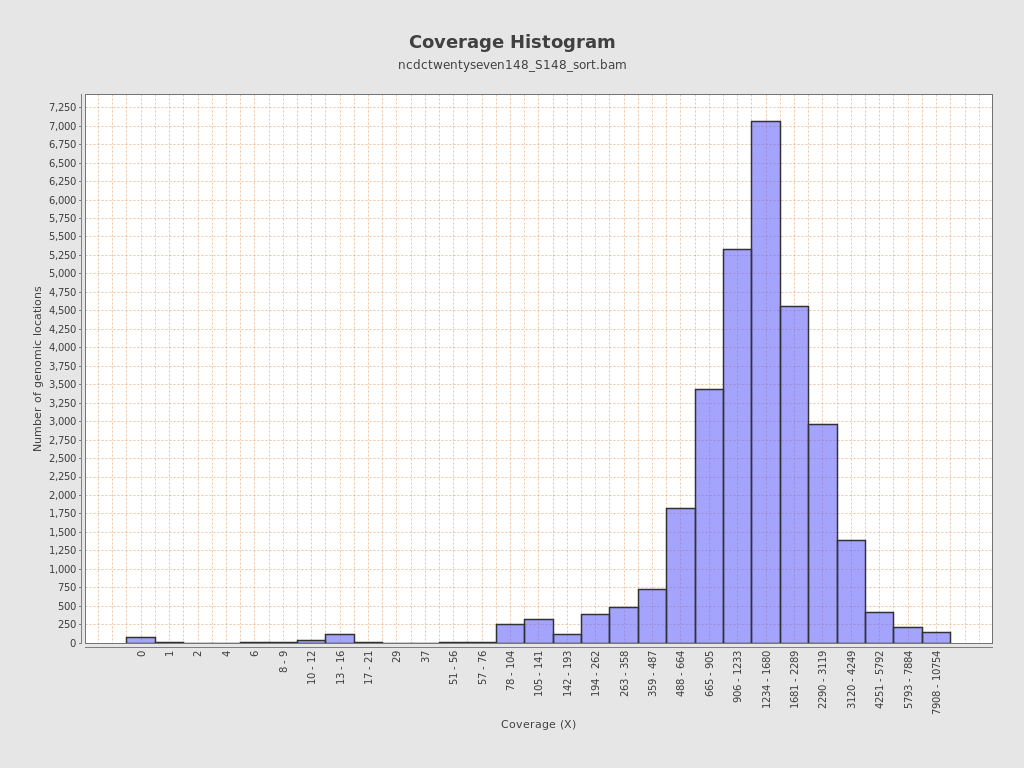 Coverage Histogram
ncdctwentyseven148_S148_sort.bam
Number of genomic locations
7,250
7,000
6,750
6,500
6,250
6,000
5,750
5,500
5,250
5,000
4,750
4,500
4,250
4,000
3,750
3,500
3,250
3,000
2,750
2,500
2,250
2,000
1,750
1,500
1,250
1,000
750
500
250
0
0
1
2
4
6
8 - 9
10 - 12
13 - 16
17 - 21
29
37
51 - 56
57 - 76
78 - 104
105 - 141
142 - 193
194 - 262
263 - 358
359 - 487
488 - 664
665 - 905
906 - 1233
1234 - 1680
1681 - 2289
2290 - 3119
3120 - 4249
4251 - 5792
5793 - 7884
7908 - 10754
Coverage (X)